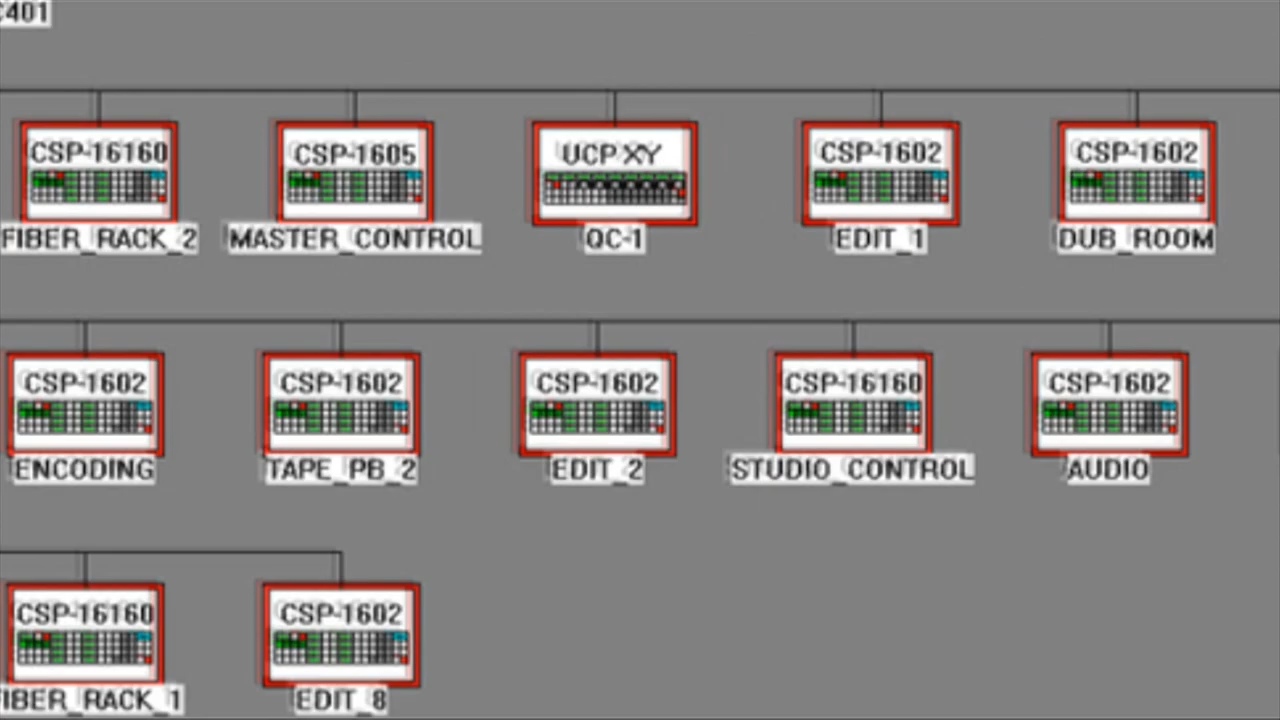 CSP-16160 CSP-1605 UCP XY CSP-1602 CSP-1602
FIBER_RACK_2 MASTER_CONTROL QC-1 EDIT_1 DUB_ROOM
CSP-1602 CSP-1602 CSP-1602 CSP-16160 CSP-1602
ENCODING TAPE_PB_2 EDIT_2 STUDIO_CONTROL AUDIO
CSP-16160 CSP-1602
FIBER_RACK_1 EDIT_8